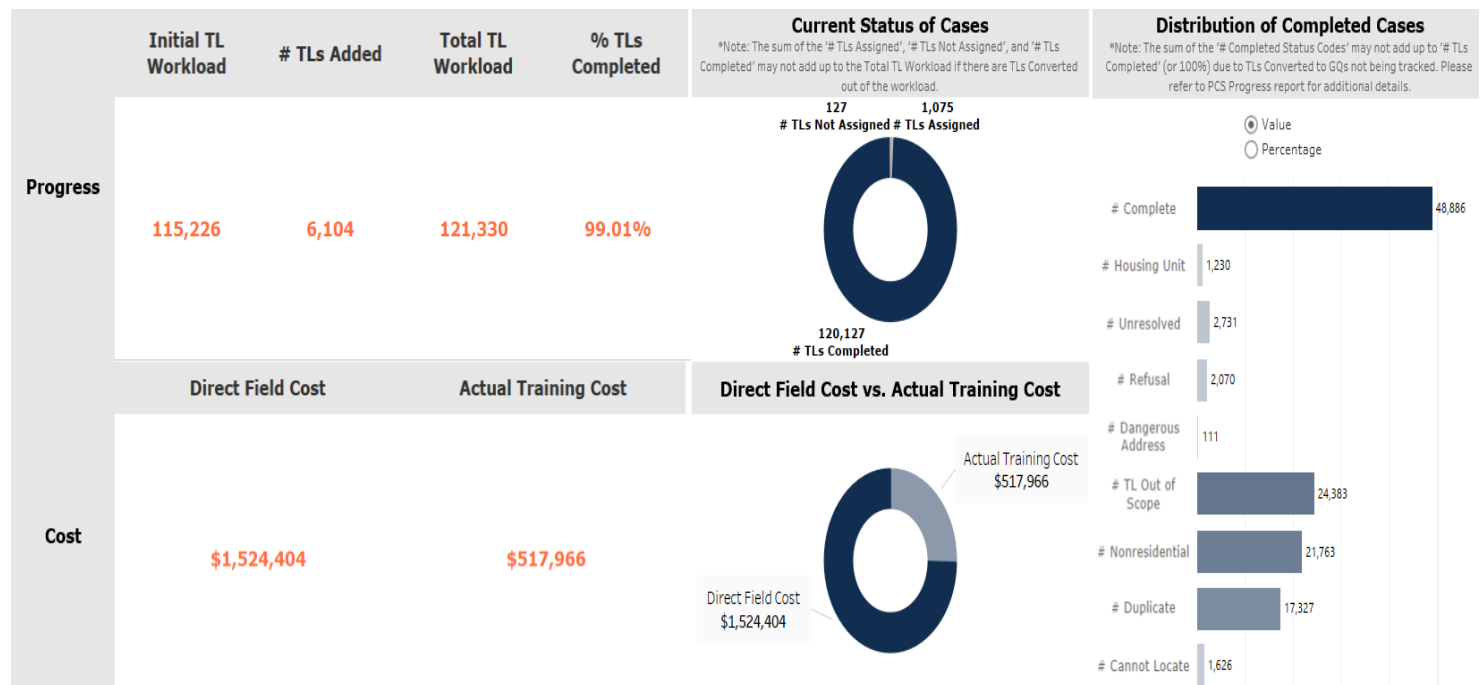 Initial TL
Workload
# TLs Added
Total TL
Workload
% TLs
Completed
Current Status of Cases
*Note: The sum of the '# TLs Assigned', '# TLs Not Assigned', and '# TLs
Completed' may not add up to the Total TL Workload if there are TLs Converted
out of the workload.
Distribution of Completed Cases
*Note: The sum of the '# Completed Status Codes' may not add up to '# TLs
Completed' (or 100%) due to TLs Converted to GQs not being tracked. Please
refer to PCS Progress report for additional details.
Progress
115,226
6,104
121,330
99.01%
127
# TLs Not Assigned
1,075
# TLs Assigned
120,127
# TLs Completed
Value
Percentage
# Complete
48,886
# Housing Unit
1,230
# Unresolved
2,731
# Refusal
2,070
# Dangerous
Address
111
# TL Out of
Scope
24,383
# Nonresidential
21,763
# Duplicate
17,327
# Cannot Locate
1,626
Direct Field Cost
Actual Training Cost
Direct Field Cost vs. Actual Training Cost
Cost
$1,524,404
$517,966
Actual Training Cost
$517,966
Direct Field Cost
$1,524,404